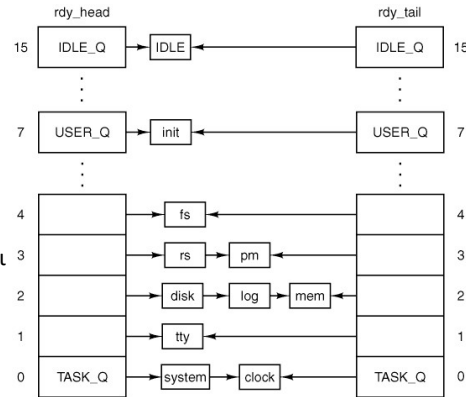 rdy_head rdy_tail
15 IDLE_Q IDLE IDLE_Q 15
7 USER_Q init USER_Q 7
4 fs 4
3 rs pm 3
2 disk log mem 2
1 tty 1
0 TASK_Q system clock TASK_Q 0